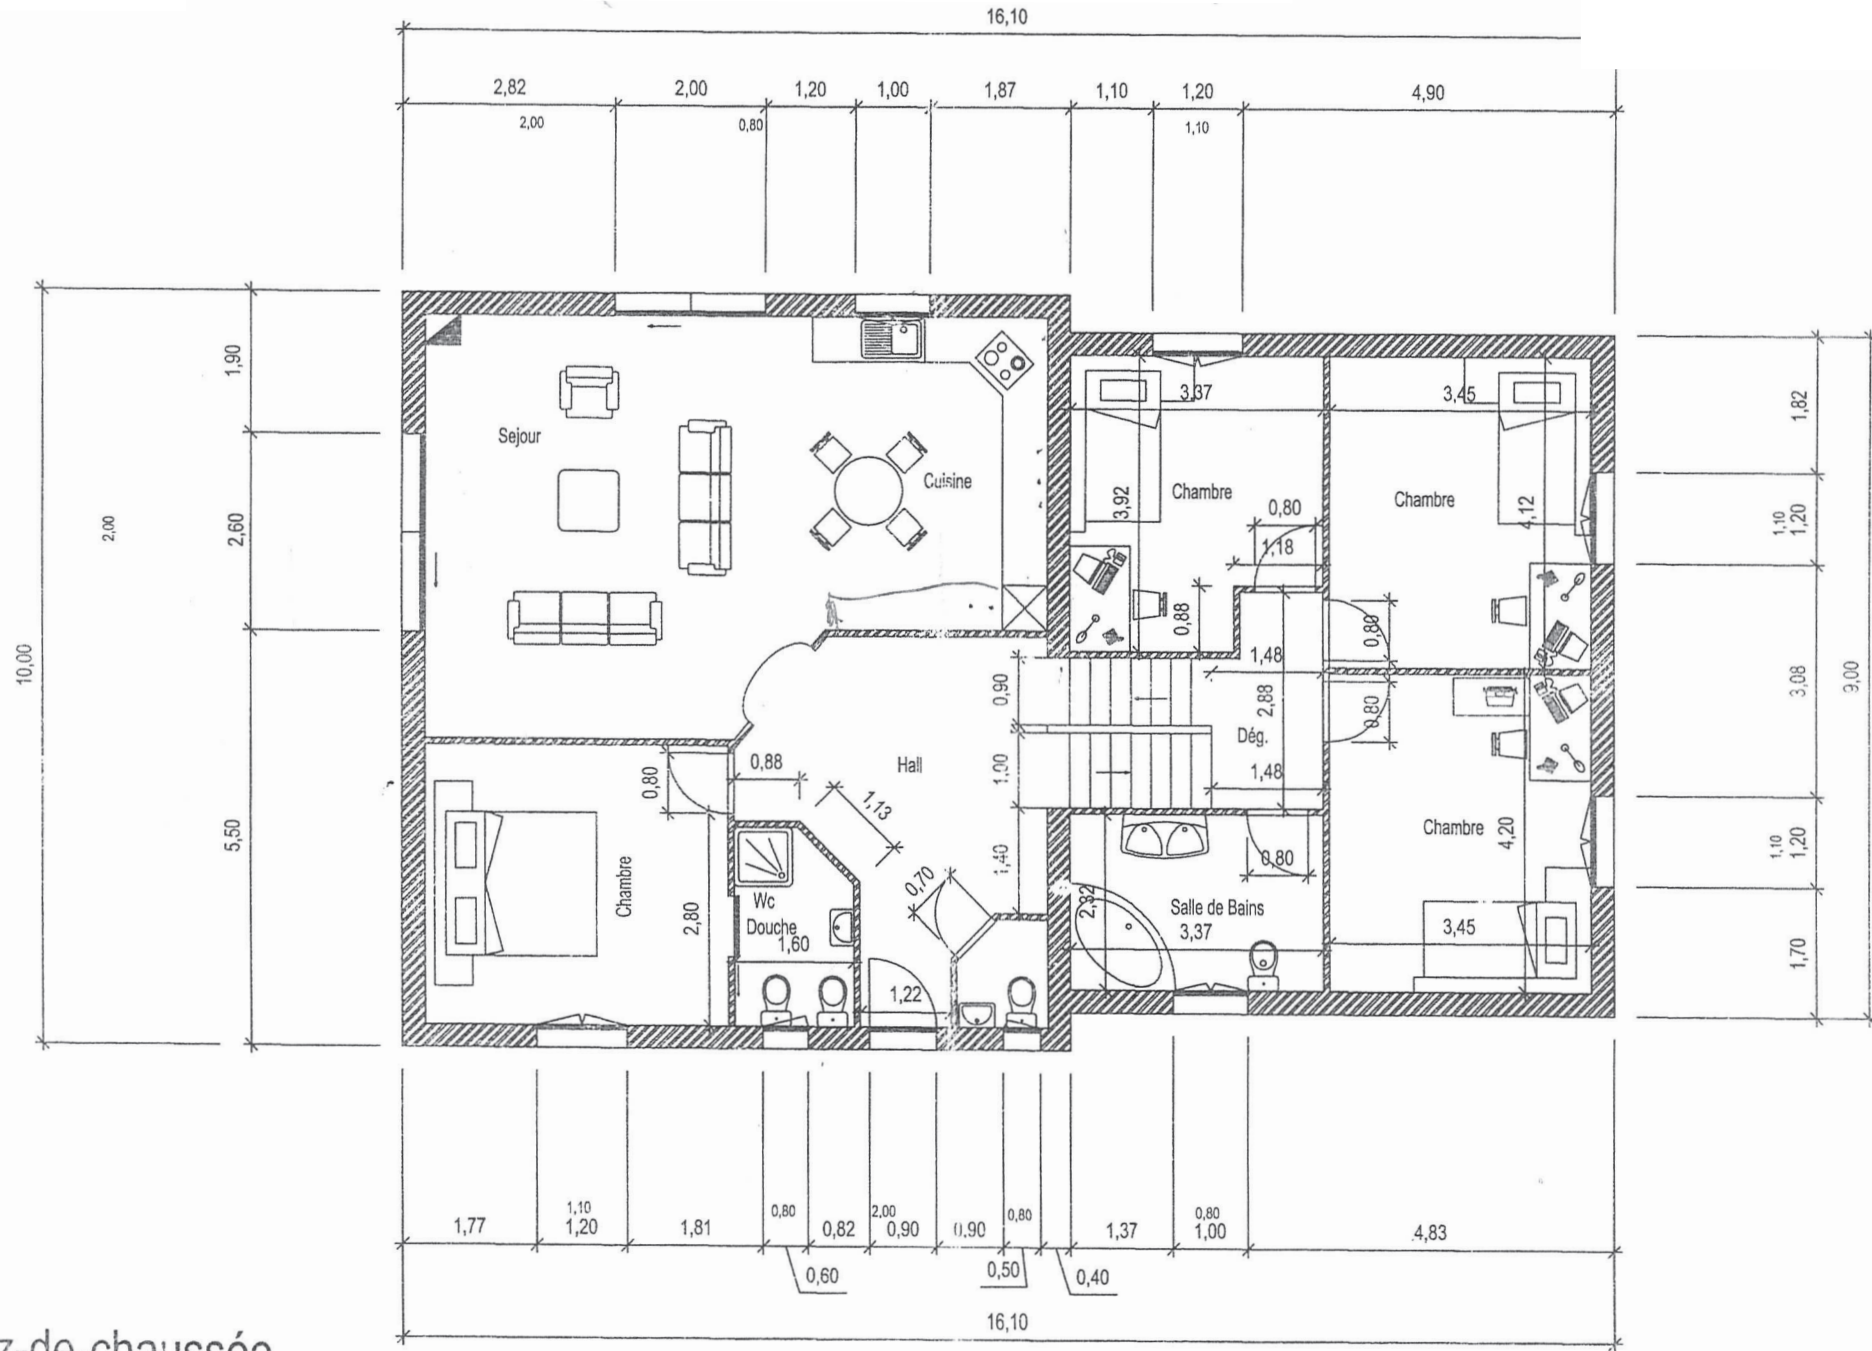 16,10
2,82 2,00 1,20 1,00 1,87 1,10 1,20 4,90
2,00 0,80 1,10
1,90
2,60
5,50
2,00
10,00
Sejour
Cuisine
3,37
3,92
Chambre
0,80
1,18
0,88
3,45
4,12
Chambre
0,80
1,82
1,10
1,20
3,08
9,00
0,90
1,00
1,40
1,48
2,88
Dég.
1,48
0,80
Hall
0,88
1,13
0,70
0,80
Chambre
2,80
Wc
Douche
1,60
1,22
0,80
2,32
Salle de Bains
3,37
Chambre
4,20
3,45
1,10
1,20
1,70
1,10 0,80 2,00 0,80 0,80
1,77 1,20 1,81 0,82 0,90 0,90 1,37 1,00 4,83
0,60 0,50 0,40
16,10
z-de chaussée